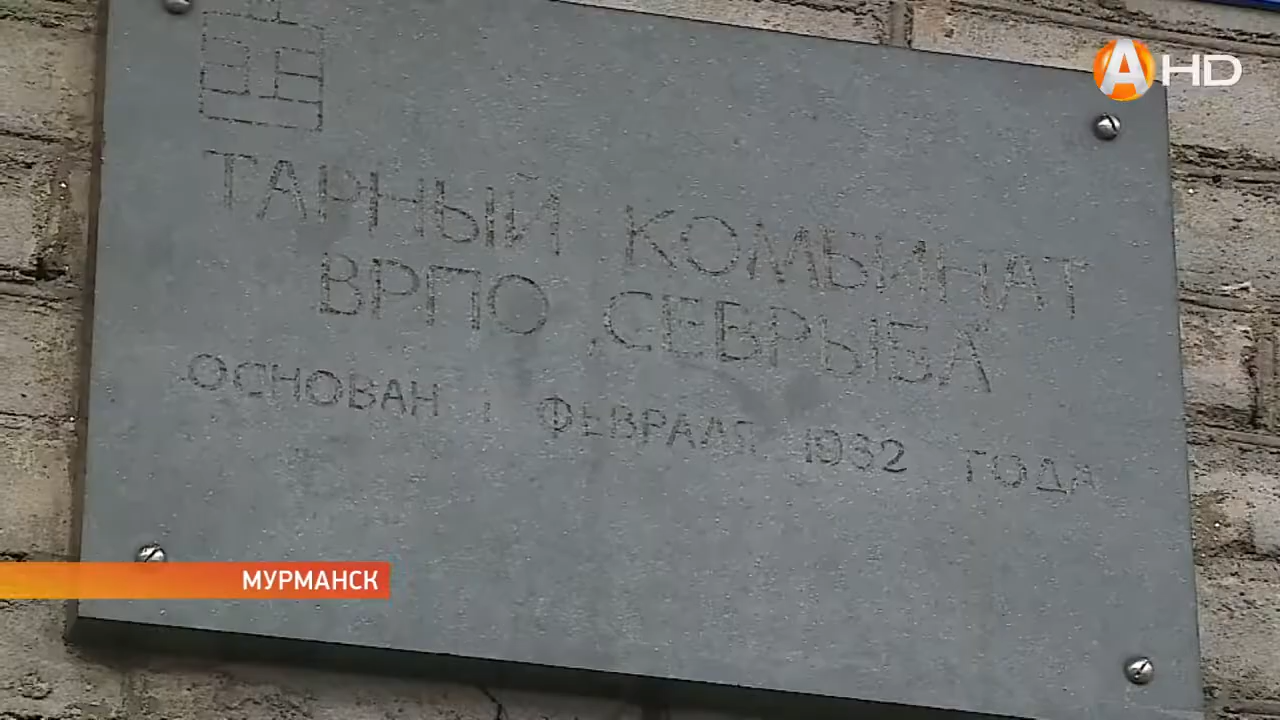 А HD
ТАРНЫЙ КОМБИНАТ
ВРПО СЕВРЫБА
ОСНОВАН 1 ФЕВРАЛЯ 1932 ГОДА
МУРМАНСК